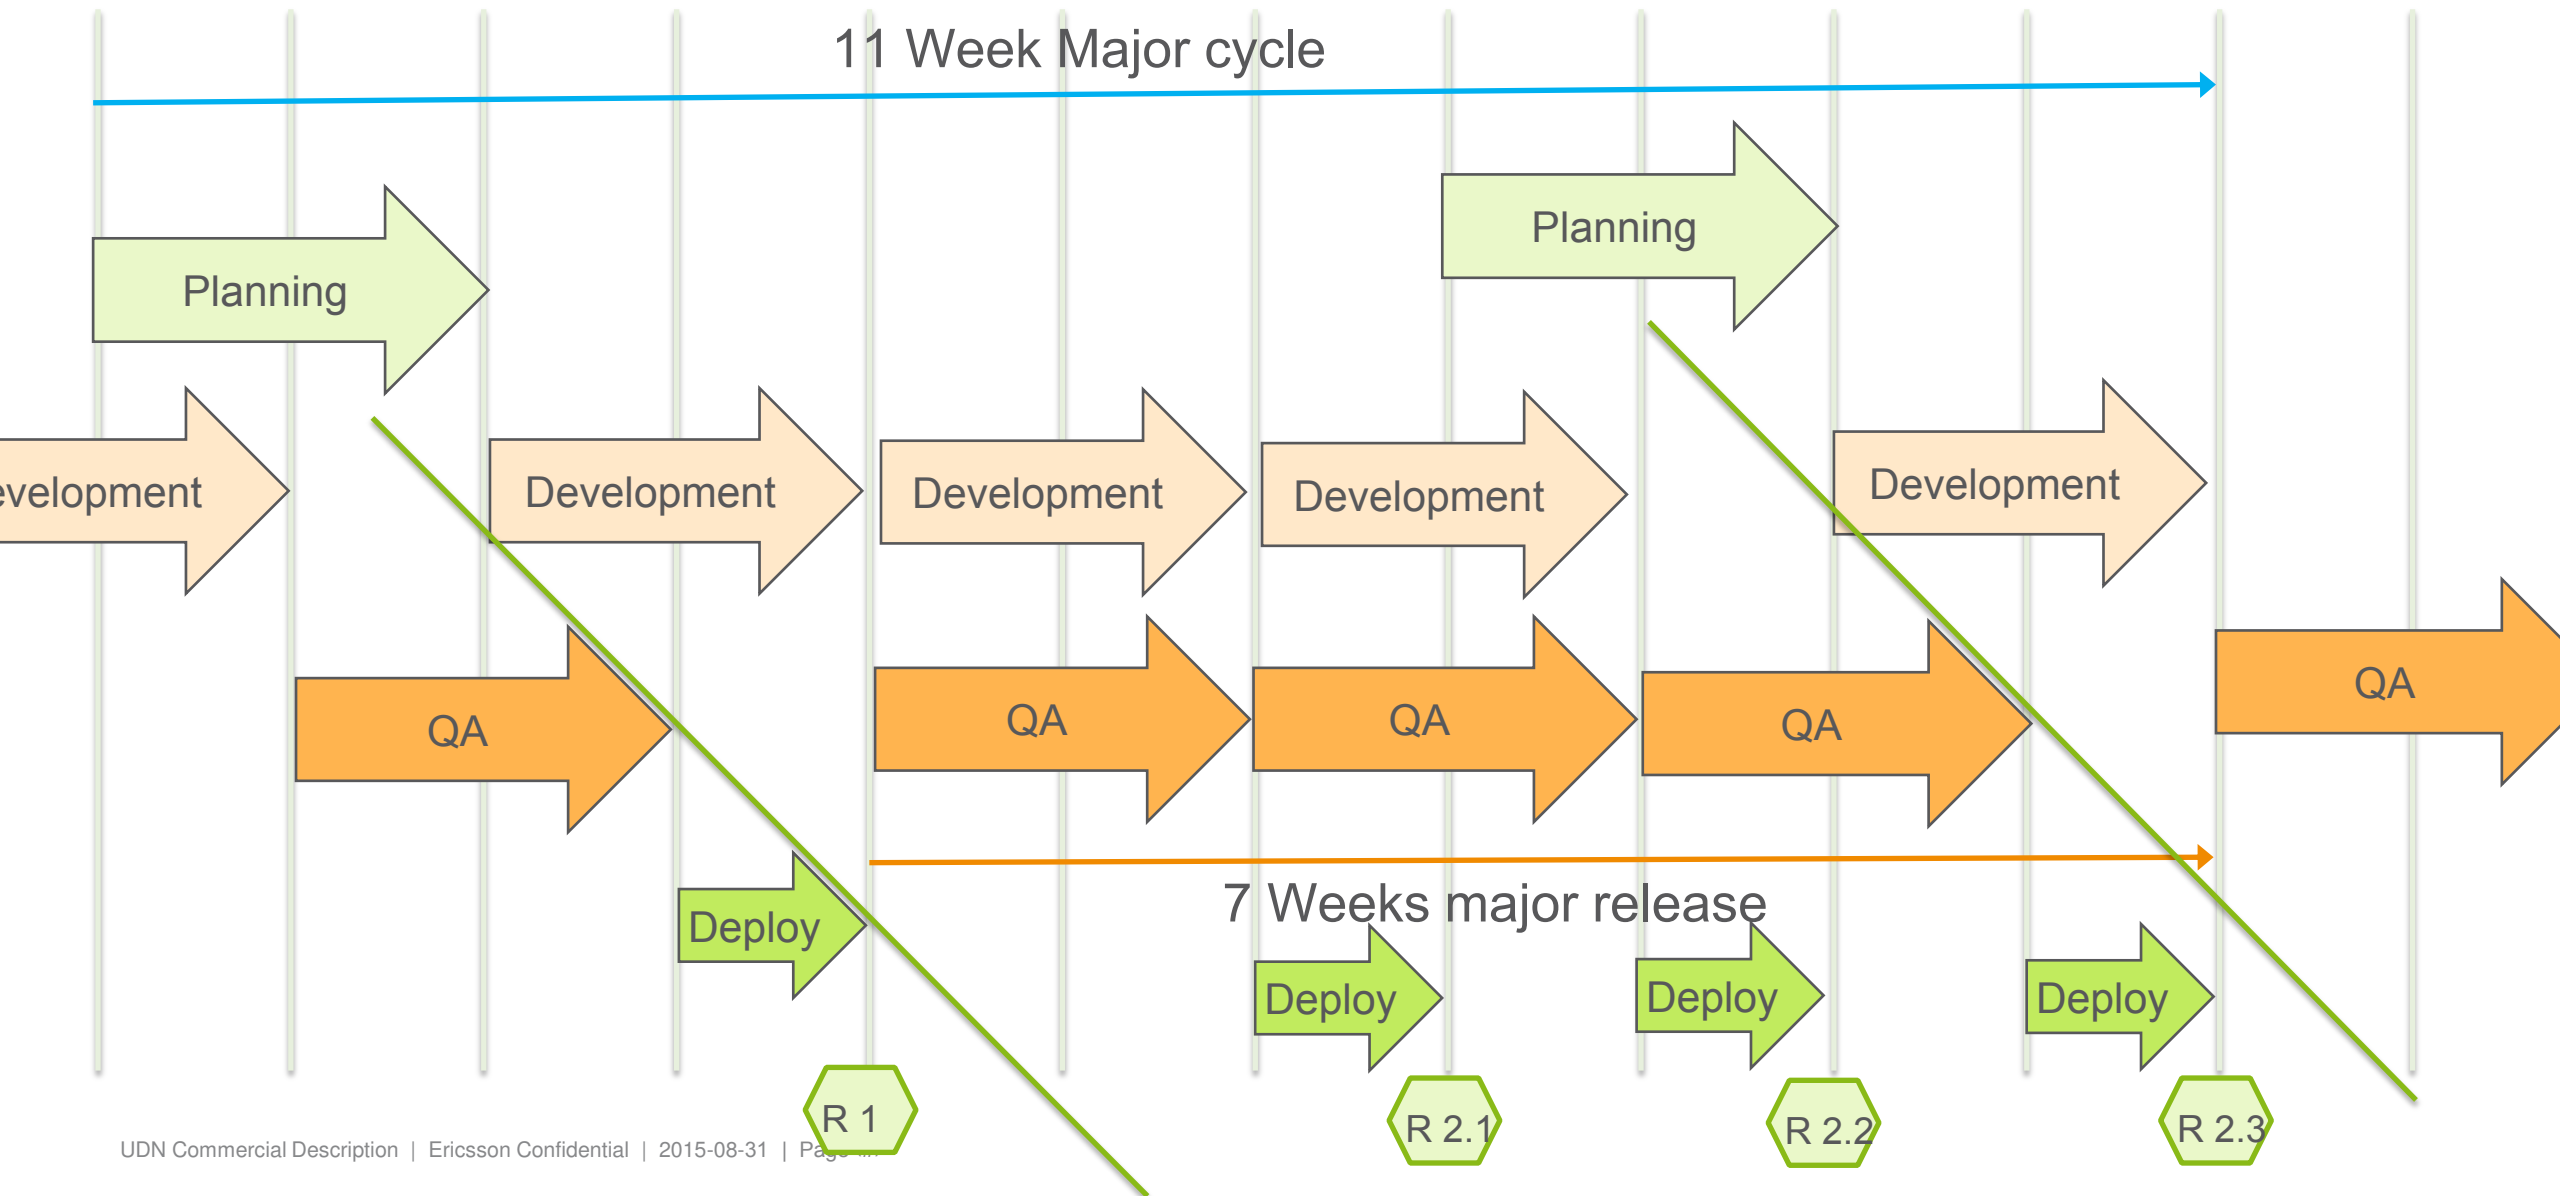 11 Week Major cycle
Planning
Planning
evelopment
Development
Development
Development
Development
QA
QA
QA
QA
QA
7 Weeks major release
Deploy
Deploy
Deploy
Deploy
R 1
R 2.1
R 2.2
R 2.3
UDN Commercial Description | Ericsson Confidential | 2015-08-31 |